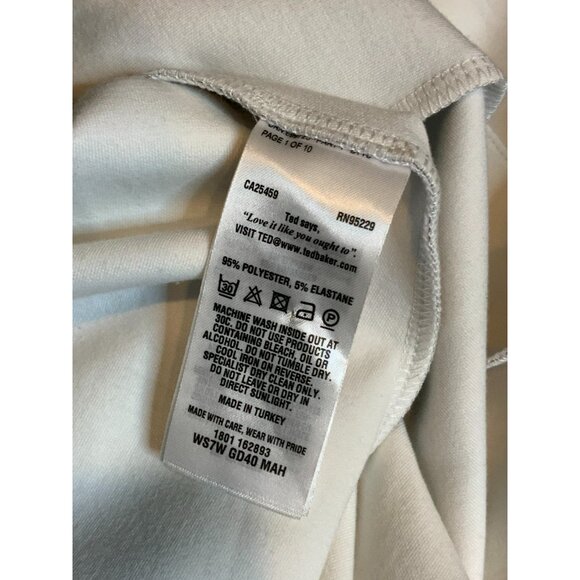 PAGE 1 OF 10
CA25459 RN95229
Ted says,
"Love it like you ought to".
VISIT TED@www.tedbaker.com
95% POLYESTER, 5% ELASTANE
30 P
MACHINE WASH INSIDE OUT AT
30C. DO NOT USE PRODUCTS
CONTAINING BLEACH, OIL OR
ALCOHOL. DO NOT TUMBLE DRY.
COOL IRON ON REVERSE.
SPECIALIST DRY CLEAN ONLY.
DO NOT LEAVE OR DRY IN
DIRECT SUNLIGHT.
MADE IN TURKEY
MADE WITH CARE, WEAR WITH PRIDE
1801 162893
WS7W GD40 MAH